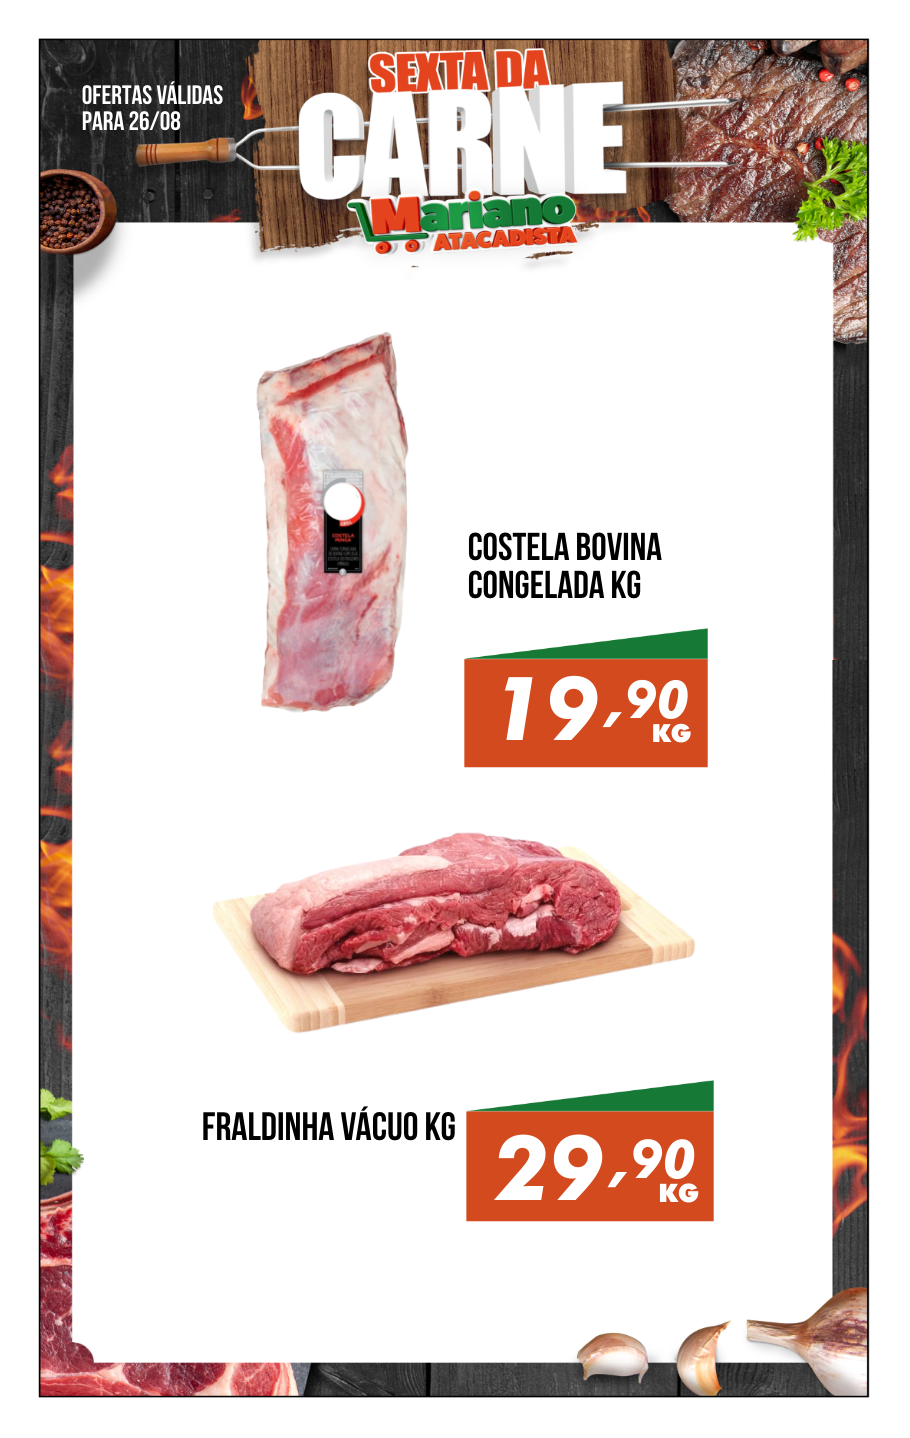 OFERTAS VÁLIDAS
PARA 26/08
SEXTA DA
CARNE
Mariano
ATACADISTA
COSTELA
COSTELA BOVINA
CONGELADA KG
19,90
KG
FRALDINHA VÁCUO KG
29,90
KG